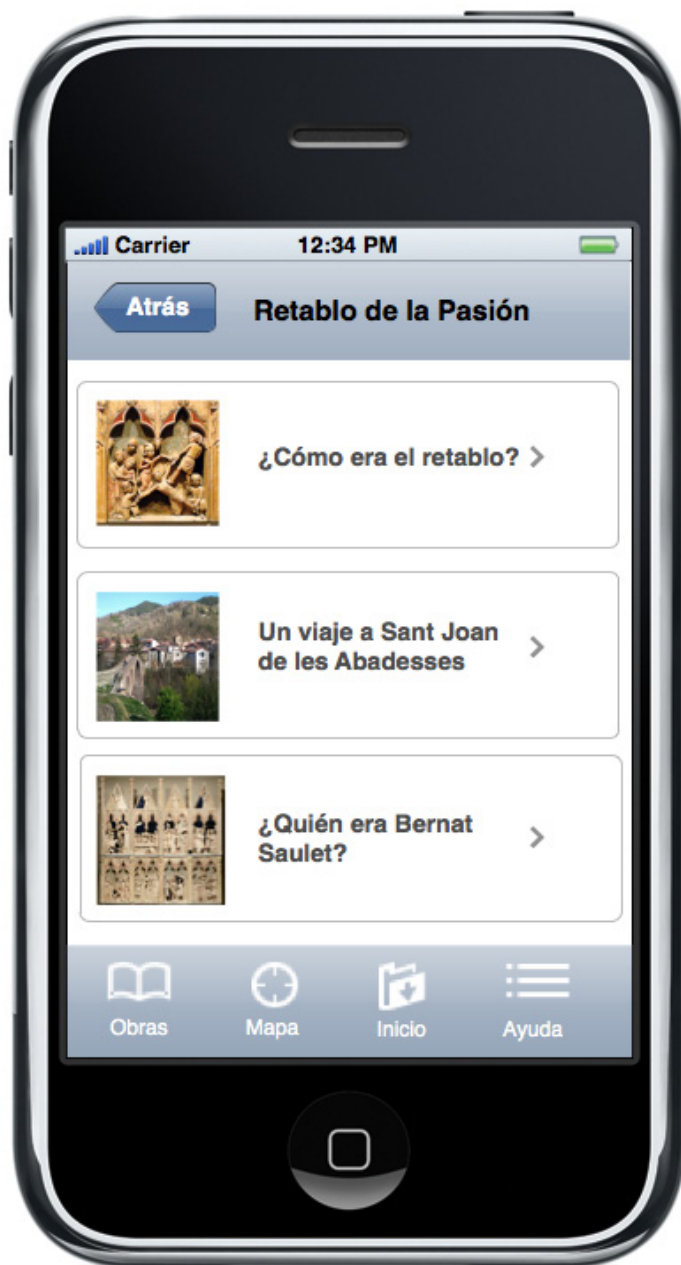 Carrier 12:34 PM
Atrás Retablo de la Pasión
¿Cómo era el retablo?
Un viaje a Sant Joan
de les Abadesses
¿Quién era Bernat
Saulet?
Obras Mapa Inicio Ayuda